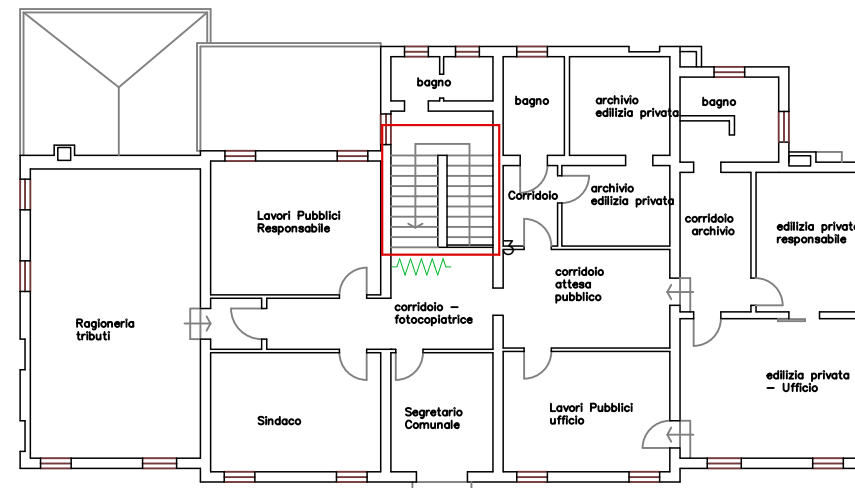 bagno
bagno
archivio
edilizia privata
bagno
Lavori Pubblici
Responsabile
Corridoio
archivio
edilizia privata
corridoio
archivio
edilizia privata
responsabile
3
corridoio
attesa
pubblico
corridoio –
fotocopiatrice
Ragioneria
tributi
Sindaco
Segretario
Comunale
Lavori Pubblici
ufficio
edilizia privata
– Ufficio